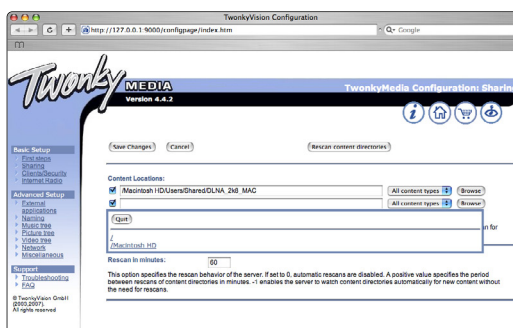 TwonkyVision Configuration
http://127.0.0.1:9000/configpage/index.htm
Google
Twonky
MEDIA
Version 4.4.2
TwonkyMedia Configuration: Sharin
Basic Setup
First steps
Sharing
Clients/Security
Internet Radio
Advanced Setup
External applications
Naming
Music tree
Picture tree
Video tree
Network
Miscellaneous
Support
Troubleshooting
FAQ
© TwonkyVision GmbH
(2003,2007).
All rights reserved
Save Changes
Cancel
Rescan content directories
Content Locations:
/Macintosh HD/Users/Shared/DLNA_2k8_MAC
All content types
Browse
All content types
Browse
Quit
/
/Macintosh HD
n for
Rescan in minutes:
60
This option specifies the rescan behavior of the server. If set to 0, automatic rescans are disabled. A positive value specifies the period
between rescans of content directories in minutes. -1 enables the server to watch content directories automatically for new content without
the need for rescans.